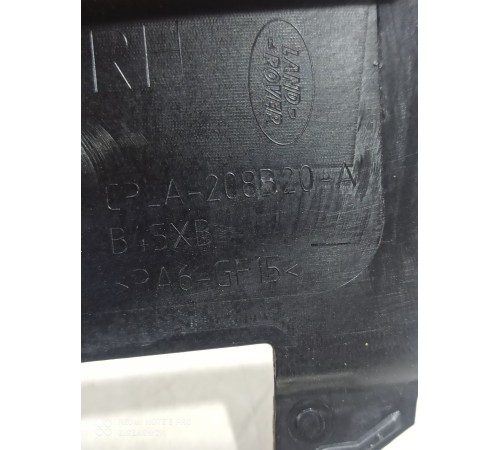 RH
LAND-
ROVER
CPLA-208B20-A
B4SXB
>PA6-GF15<